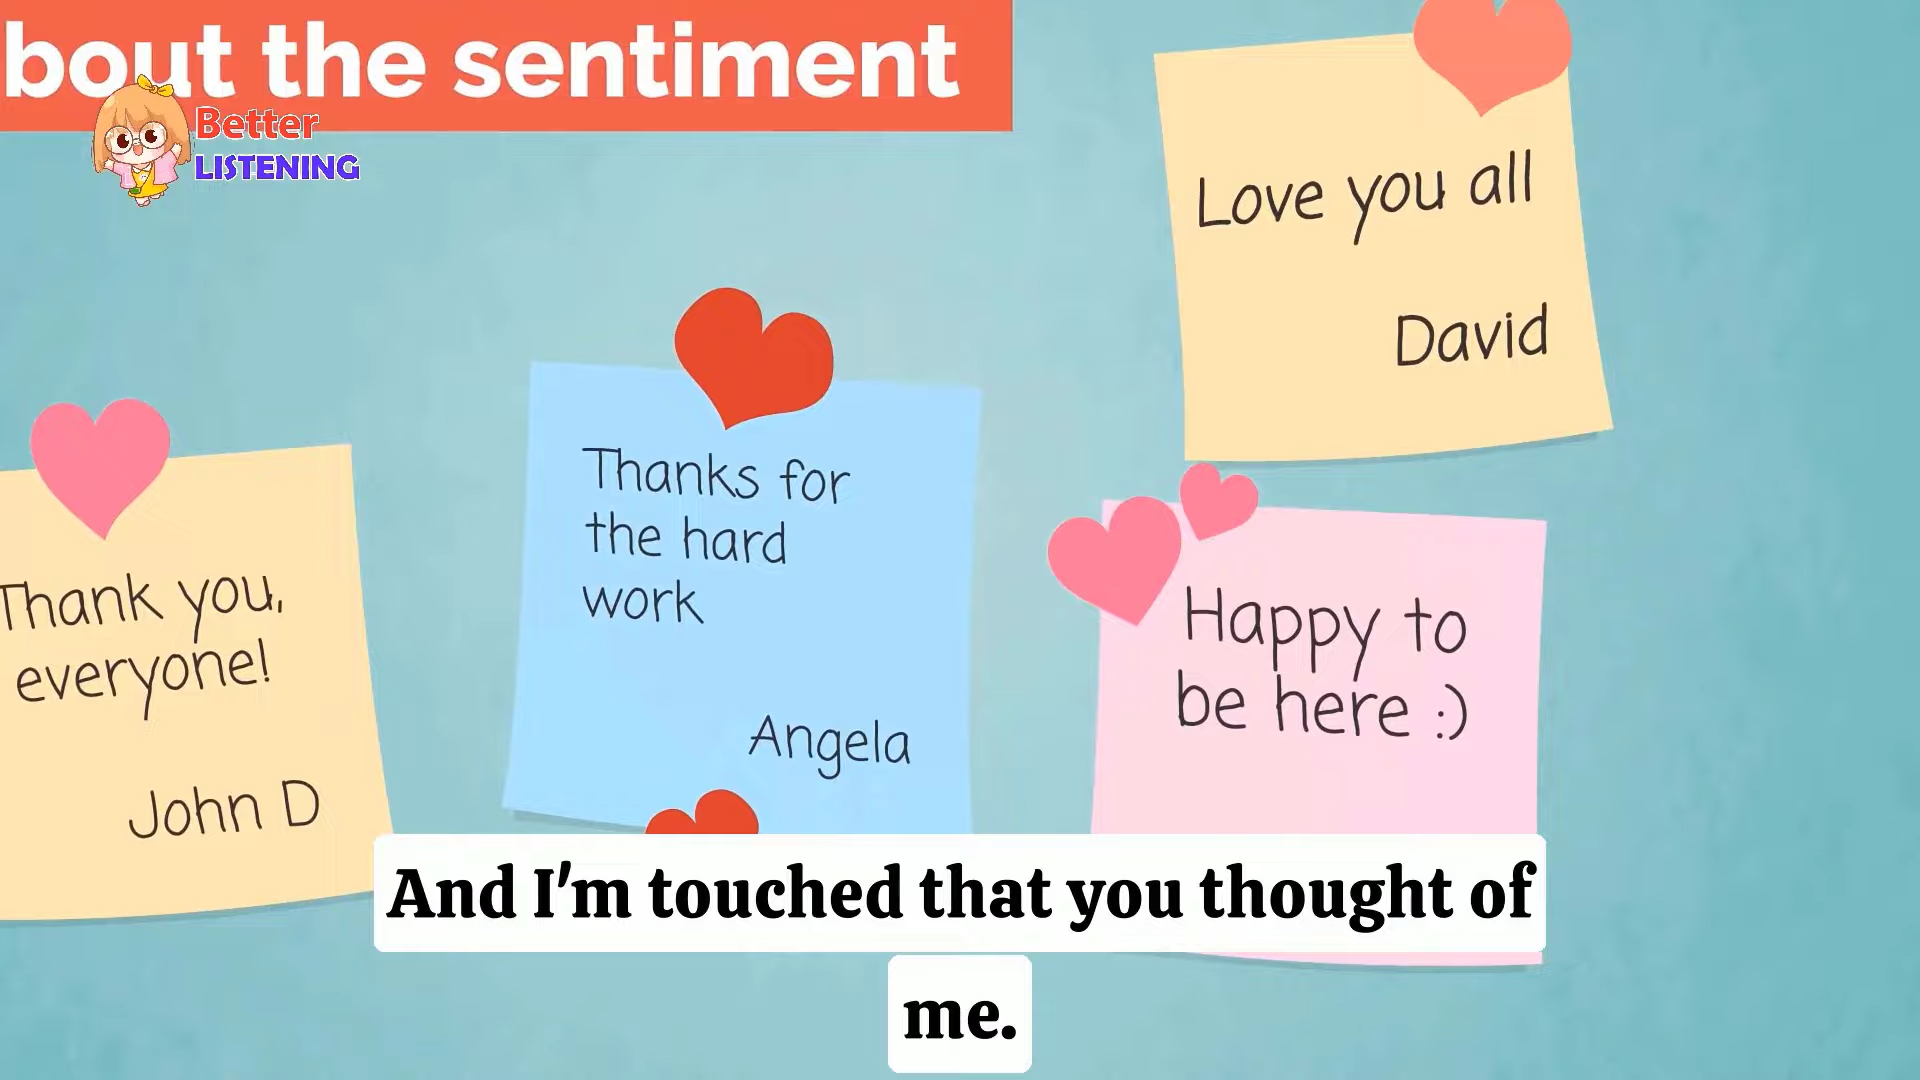 bout the sentiment
Better
LISTENING
Love you all
David
Thanks for
the hard
work
Angela
Thank you,
everyone!
John D
Happy to
be here :)
And I'm touched that you thought of
me.